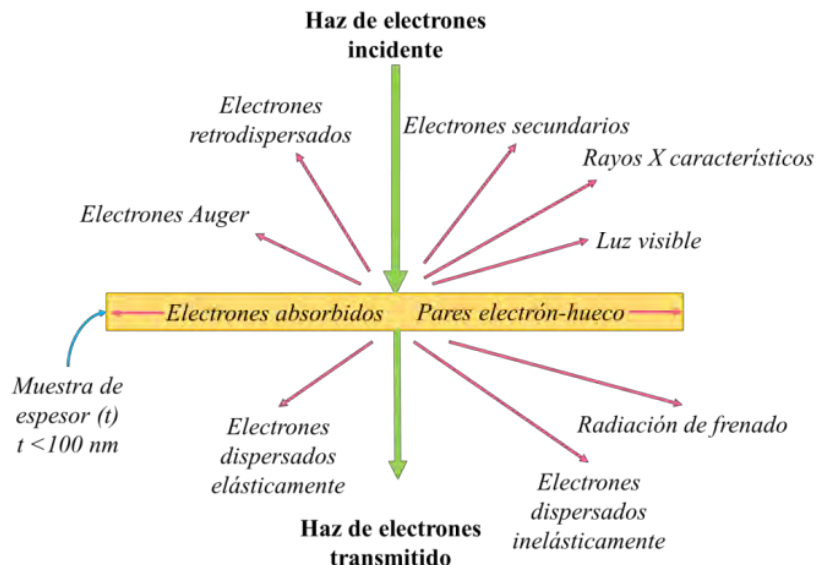 Haz de electrones
incidente
Electrones
retrodispersados
Electrones secundarios
Rayos X característicos
Electrones Auger
Luz visible
Electrones absorbidos
Pares electrón-hueco
Muestra de
espesor (t)
t <100 nm
Electrones
dispersados
elásticamente
Radiación de frenado
Electrones
dispersados
inelásticamente
Haz de electrones
transmitido